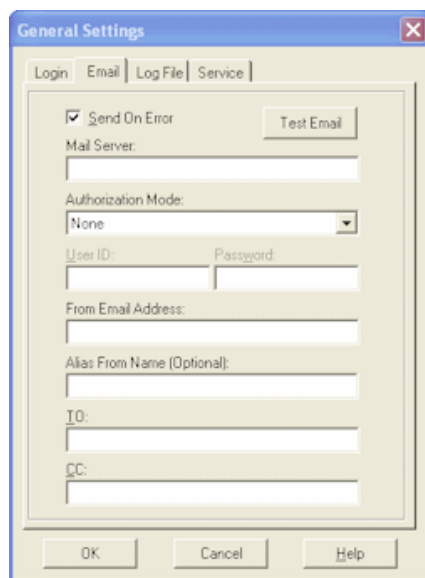 General Settings
Login Email Log File Service
Send On Error Test Email
Mail Server:
Authorization Mode:
None
User ID: Password:
From Email Address:
Alias From Name (Optional):
TO:
CC:
OK Cancel Help